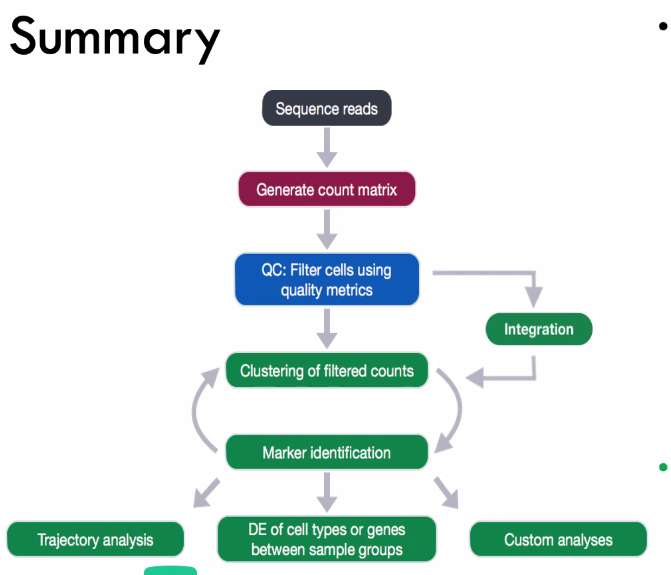 Summary
Sequence reads
Generate count matrix
QC: Filter cells using
quality metrics
Integration
Clustering of filtered counts
Marker identification
Trajectory analysis
DE of cell types or genes
between sample groups
Custom analyses